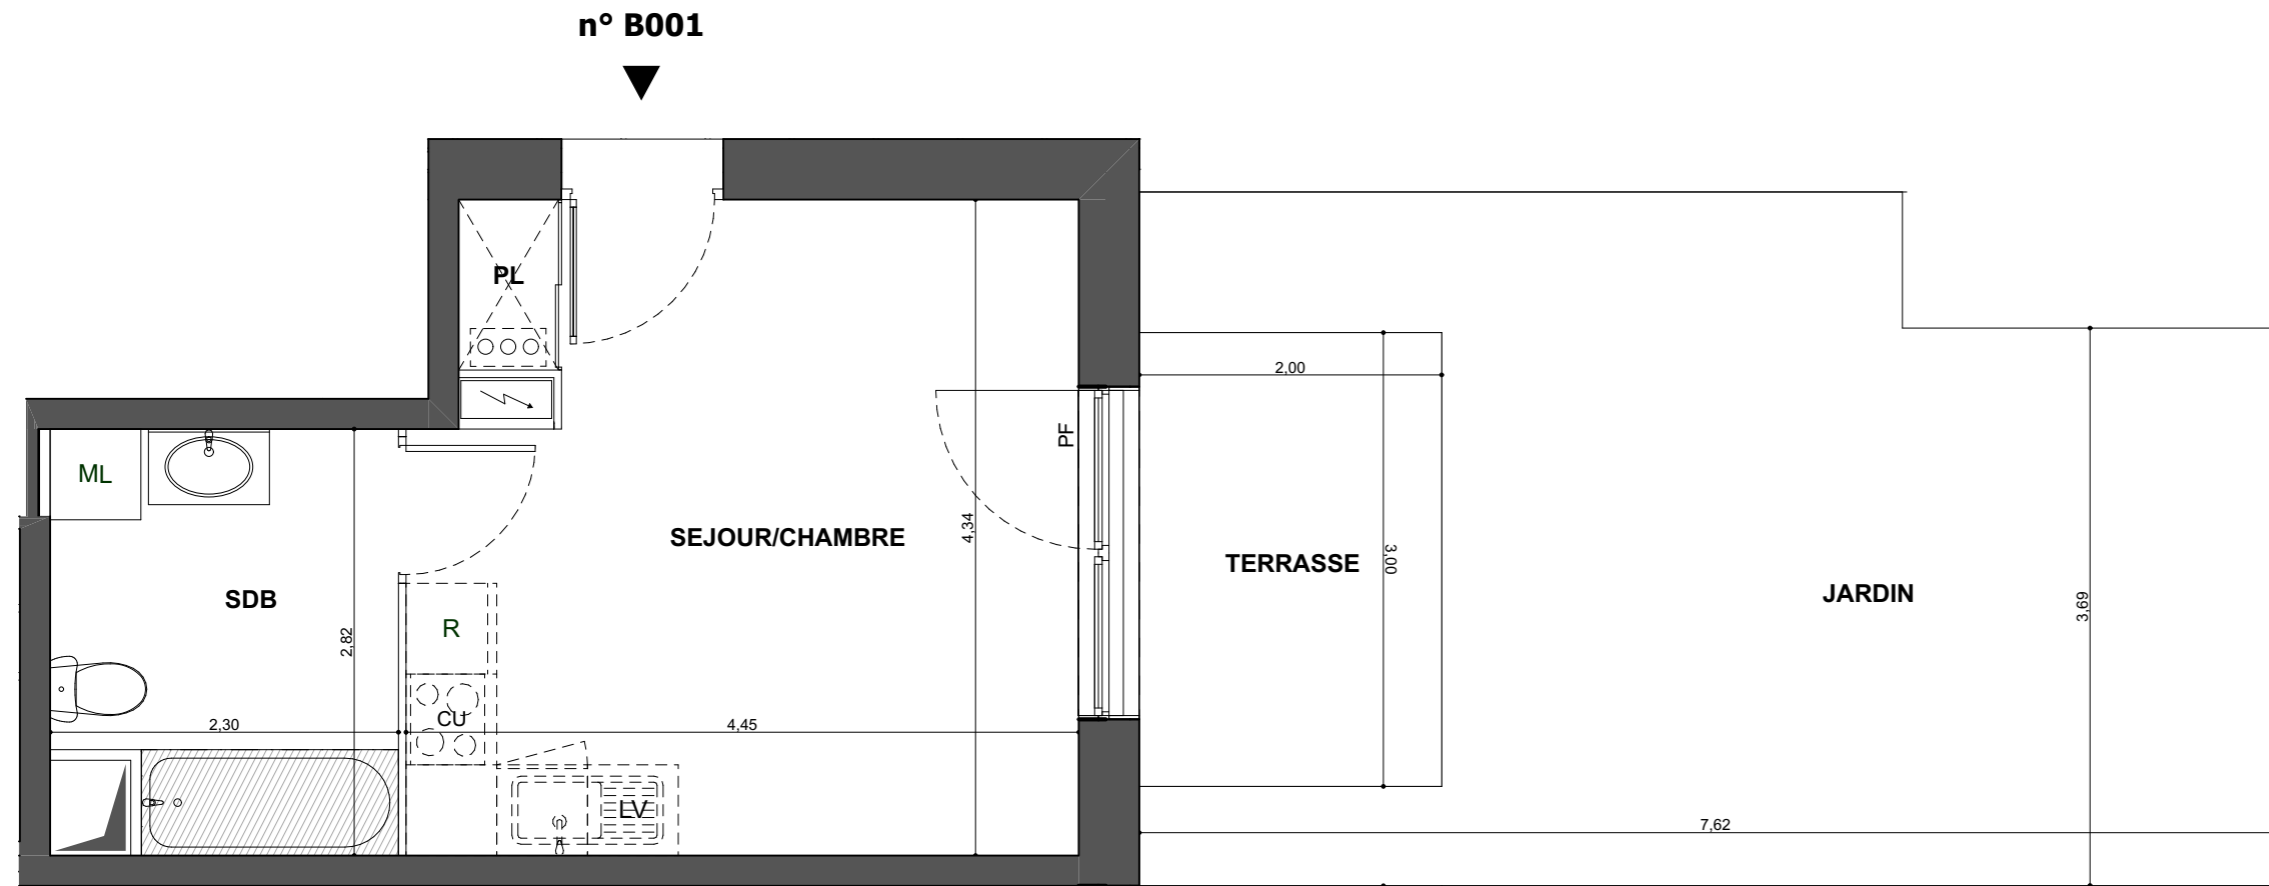 n° B001
PL
2,00
PF
ML
4,34
SEJOUR/CHAMBRE
3,00
TERRASSE
JARDIN
3,69
SDB
2,82
R
CU
2,30
4,45
LV
7,62